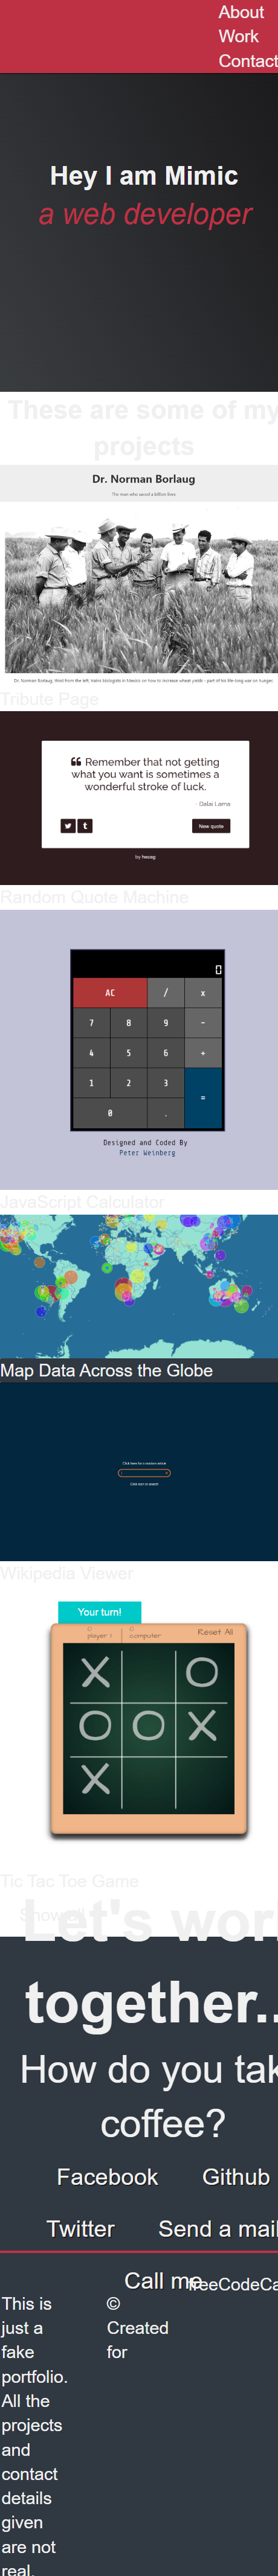 About
Work
Contact
Hey I am Mimic
a web developer
These are some of my
projects
Dr. Norman Borlaug
The man who saved a billion lives
Dr. Norman Borlaug, third from the left, trains biologists in Mexico on how to increase wheat yields - part of his life-long war on hunger.
Tribute Page
Remember that not getting
what you want is sometimes a
wonderful stroke of luck.
- Dalai Lama
New quote
by hezag
Random Quote Machine
0
AC / x
7 8 9 -
4 5 6 +
1 2 3 =
0 .
Designed and Coded By
Peter Weinberg
JavaScript Calculator
Map Data Across the Globe
Click here for a random article
Click icon to search
Wikipedia Viewer
Your turn!
0 0
player 1 computer Reset All
X O
O O X
X
Tic Tac Toe Game
Show all
Let's work
together..
How do you tak
coffee?
Facebook Github
Twitter Send a mail
Call me
This is
just a
fake
portfolio.
All the
projects
and
contact
details
given
are not
real.
©
Created
for
freeCodeCa